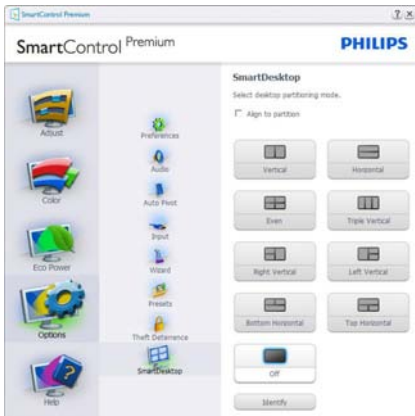 SmartControl Premium
SmartControl Premium
PHILIPS
Adjust
Color
Eco Power
Options
Help
Preferences
Audio
Auto Pivot
Input
Wizard
Presets
Theft Deterrence
SmartDesktop
SmartDesktop
Select desktop partitioning mode.
Align to partition
Vertical
Horizontal
Even
Triple Vertical
Right Vertical
Left Vertical
Bottom Horizontal
Top Horizontal
Off
Identify